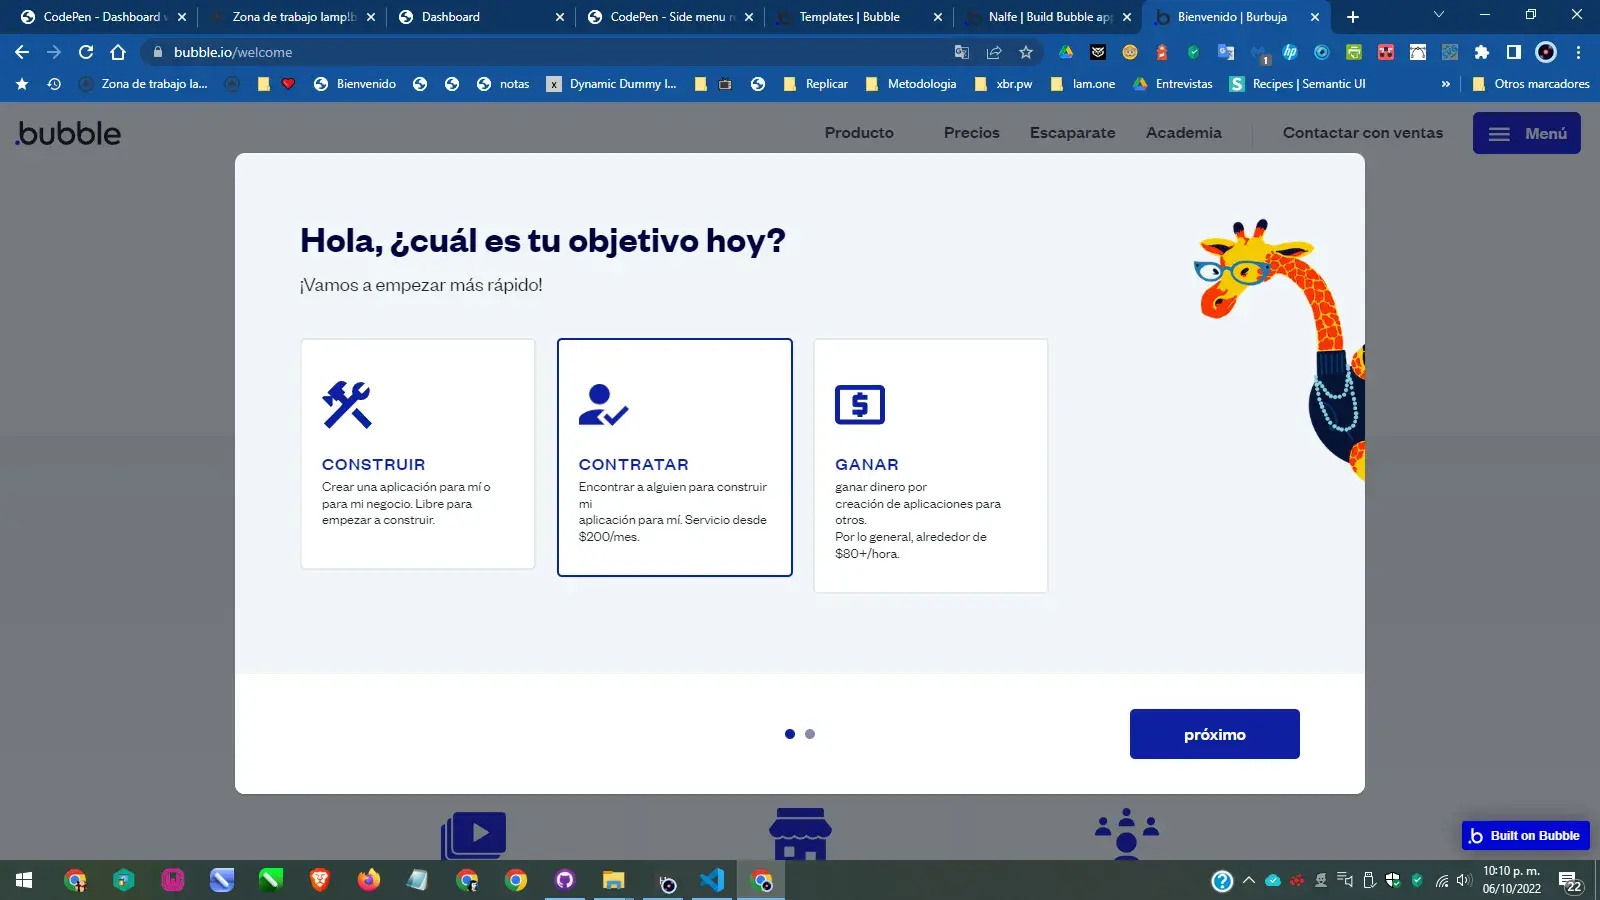 CodePen - Dashboard
Zona de trabajo lamp!b
Dashboard
CodePen - Side menu r
Templates | Bubble
Nalfe | Build Bubble app
Bienvenido | Burbuja
bubble.io/welcome
1
Zona de trabajo la...
Bienvenido
notas
x
Dynamic Dummy I...
Replicar
Metodologia
xbr.pw
lam.one
Entrevistas
S
Recipes | Semantic UI
»
Otros marcadores
.bubble
Producto
Precios
Escaparate
Academia
Contactar con ventas
Menú
Hola, ¿cuál es tu objetivo hoy?
¡Vamos a empezar más rápido!
CONSTRUIR
Crear una aplicación para mí o
para mi negocio. Libre para
empezar a construir.
CONTRATAR
Encontrar a alguien para construir
mi
aplicación para mí. Servicio desde
$200/mes.
GANAR
ganar dinero por
creación de aplicaciones para
otros.
Por lo general, alrededor de
$80+/hora.
próximo
Built on Bubble
10:10 p. m.
06/10/2022
22